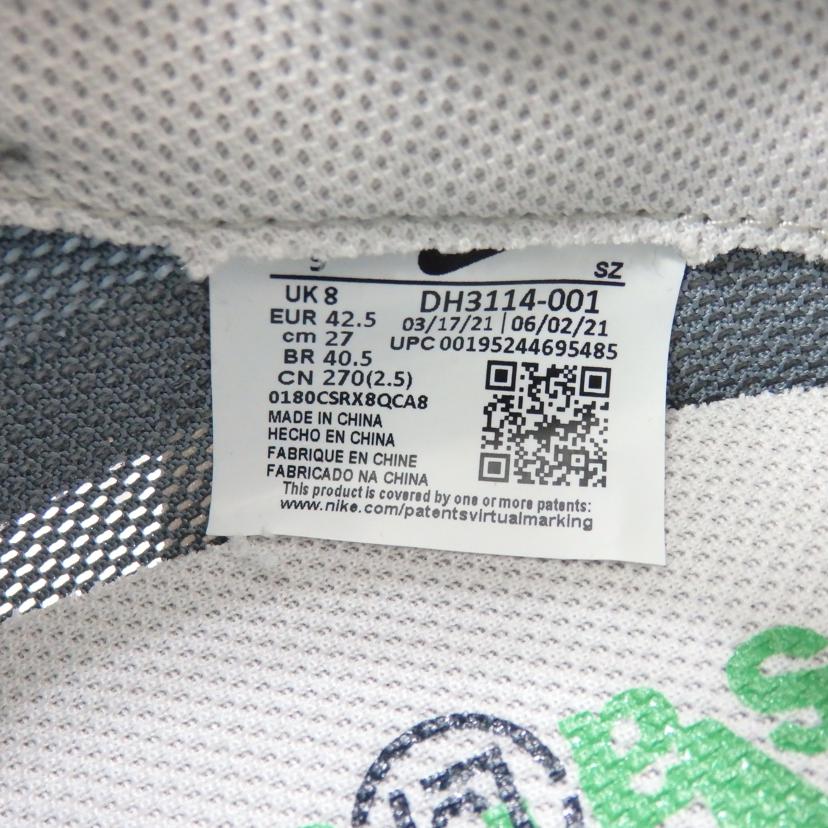 SZ
UK 8
DH3114-001
EUR 42.5
03/17/21 | 06/02/21
cm 27
UPC 00195244695485
BR 40.5
CN 270(2.5)
0180CSRX8QCA8
MADE IN CHINA
HECHO EN CHINA
FABRIQUE EN CHINE
FABRICADO NA CHINA
This product is covered by one or more patents:
www.nike.com/patentsvirtualmarking